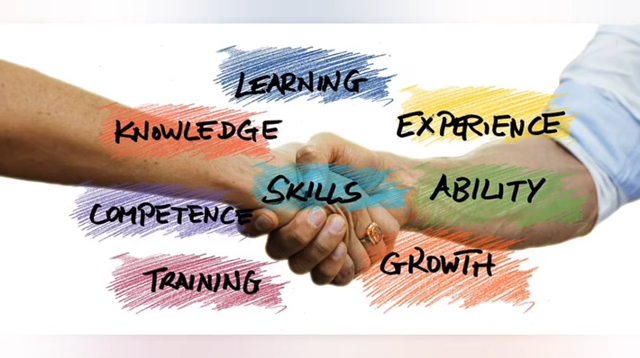 LEARNING
KNOWLEDGE
EXPERIENCE
SKILLS
ABILITY
COMPETENCE
GROWTH
TRAINING